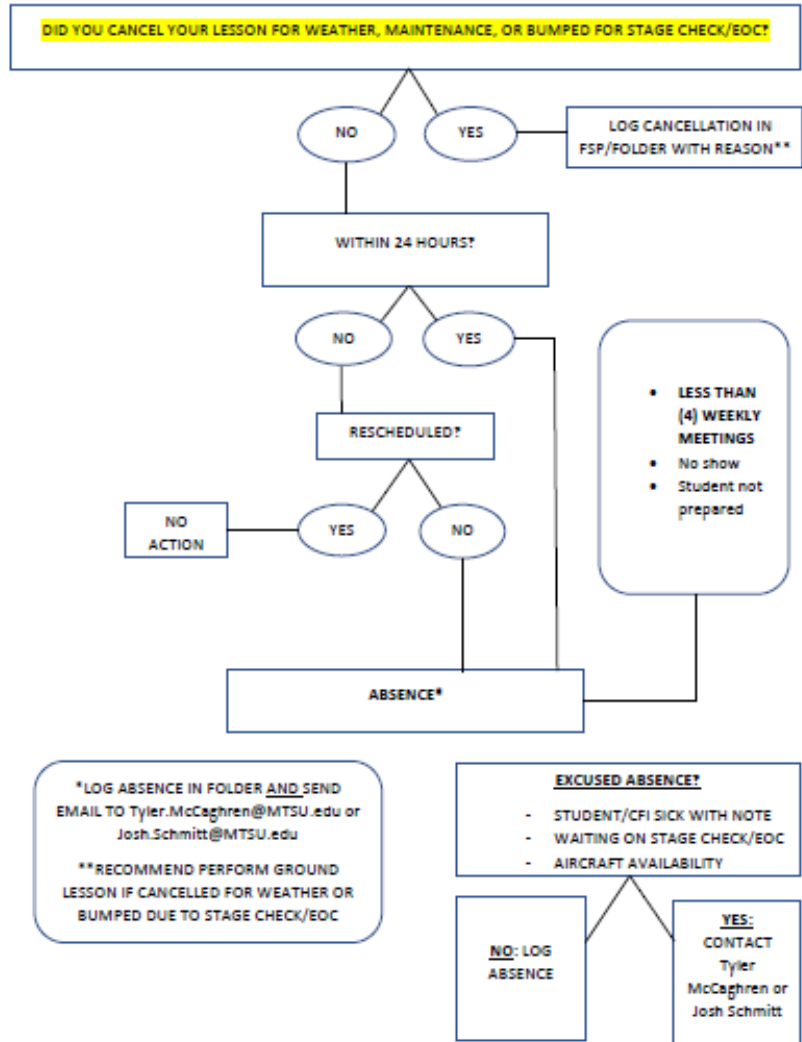 DID YOU CANCEL YOUR LESSON FOR WEATHER, MAINTENANCE, OR BUMPED FOR STAGE CHECK/EOC?
NO
YES
LOG CANCELLATION IN
FSP/FOLDER WITH REASON**
WITHIN 24 HOURS?
NO
YES
RESCHEDULED?
• LESS THAN
(4) WEEKLY
MEETINGS
• No show
• Student not
prepared
NO
ACTION
YES
NO
ABSENCE*
*LOG ABSENCE IN FOLDER AND SEND
EMAIL TO Tyler.McCaghren@MTSU.edu or
Josh.Schmitt@MTSU.edu
**RECOMMEND PERFORM GROUND
LESSON IF CANCELLED FOR WEATHER OR
BUMPED DUE TO STAGE CHECK/EOC
EXCUSED ABSENCE?
- STUDENT/CFI SICK WITH NOTE
- WAITING ON STAGE CHECK/EOC
- AIRCRAFT AVAILABILITY
NO: LOG
ABSENCE
YES:
CONTACT
Tyler
McCaghren or
Josh Schmitt